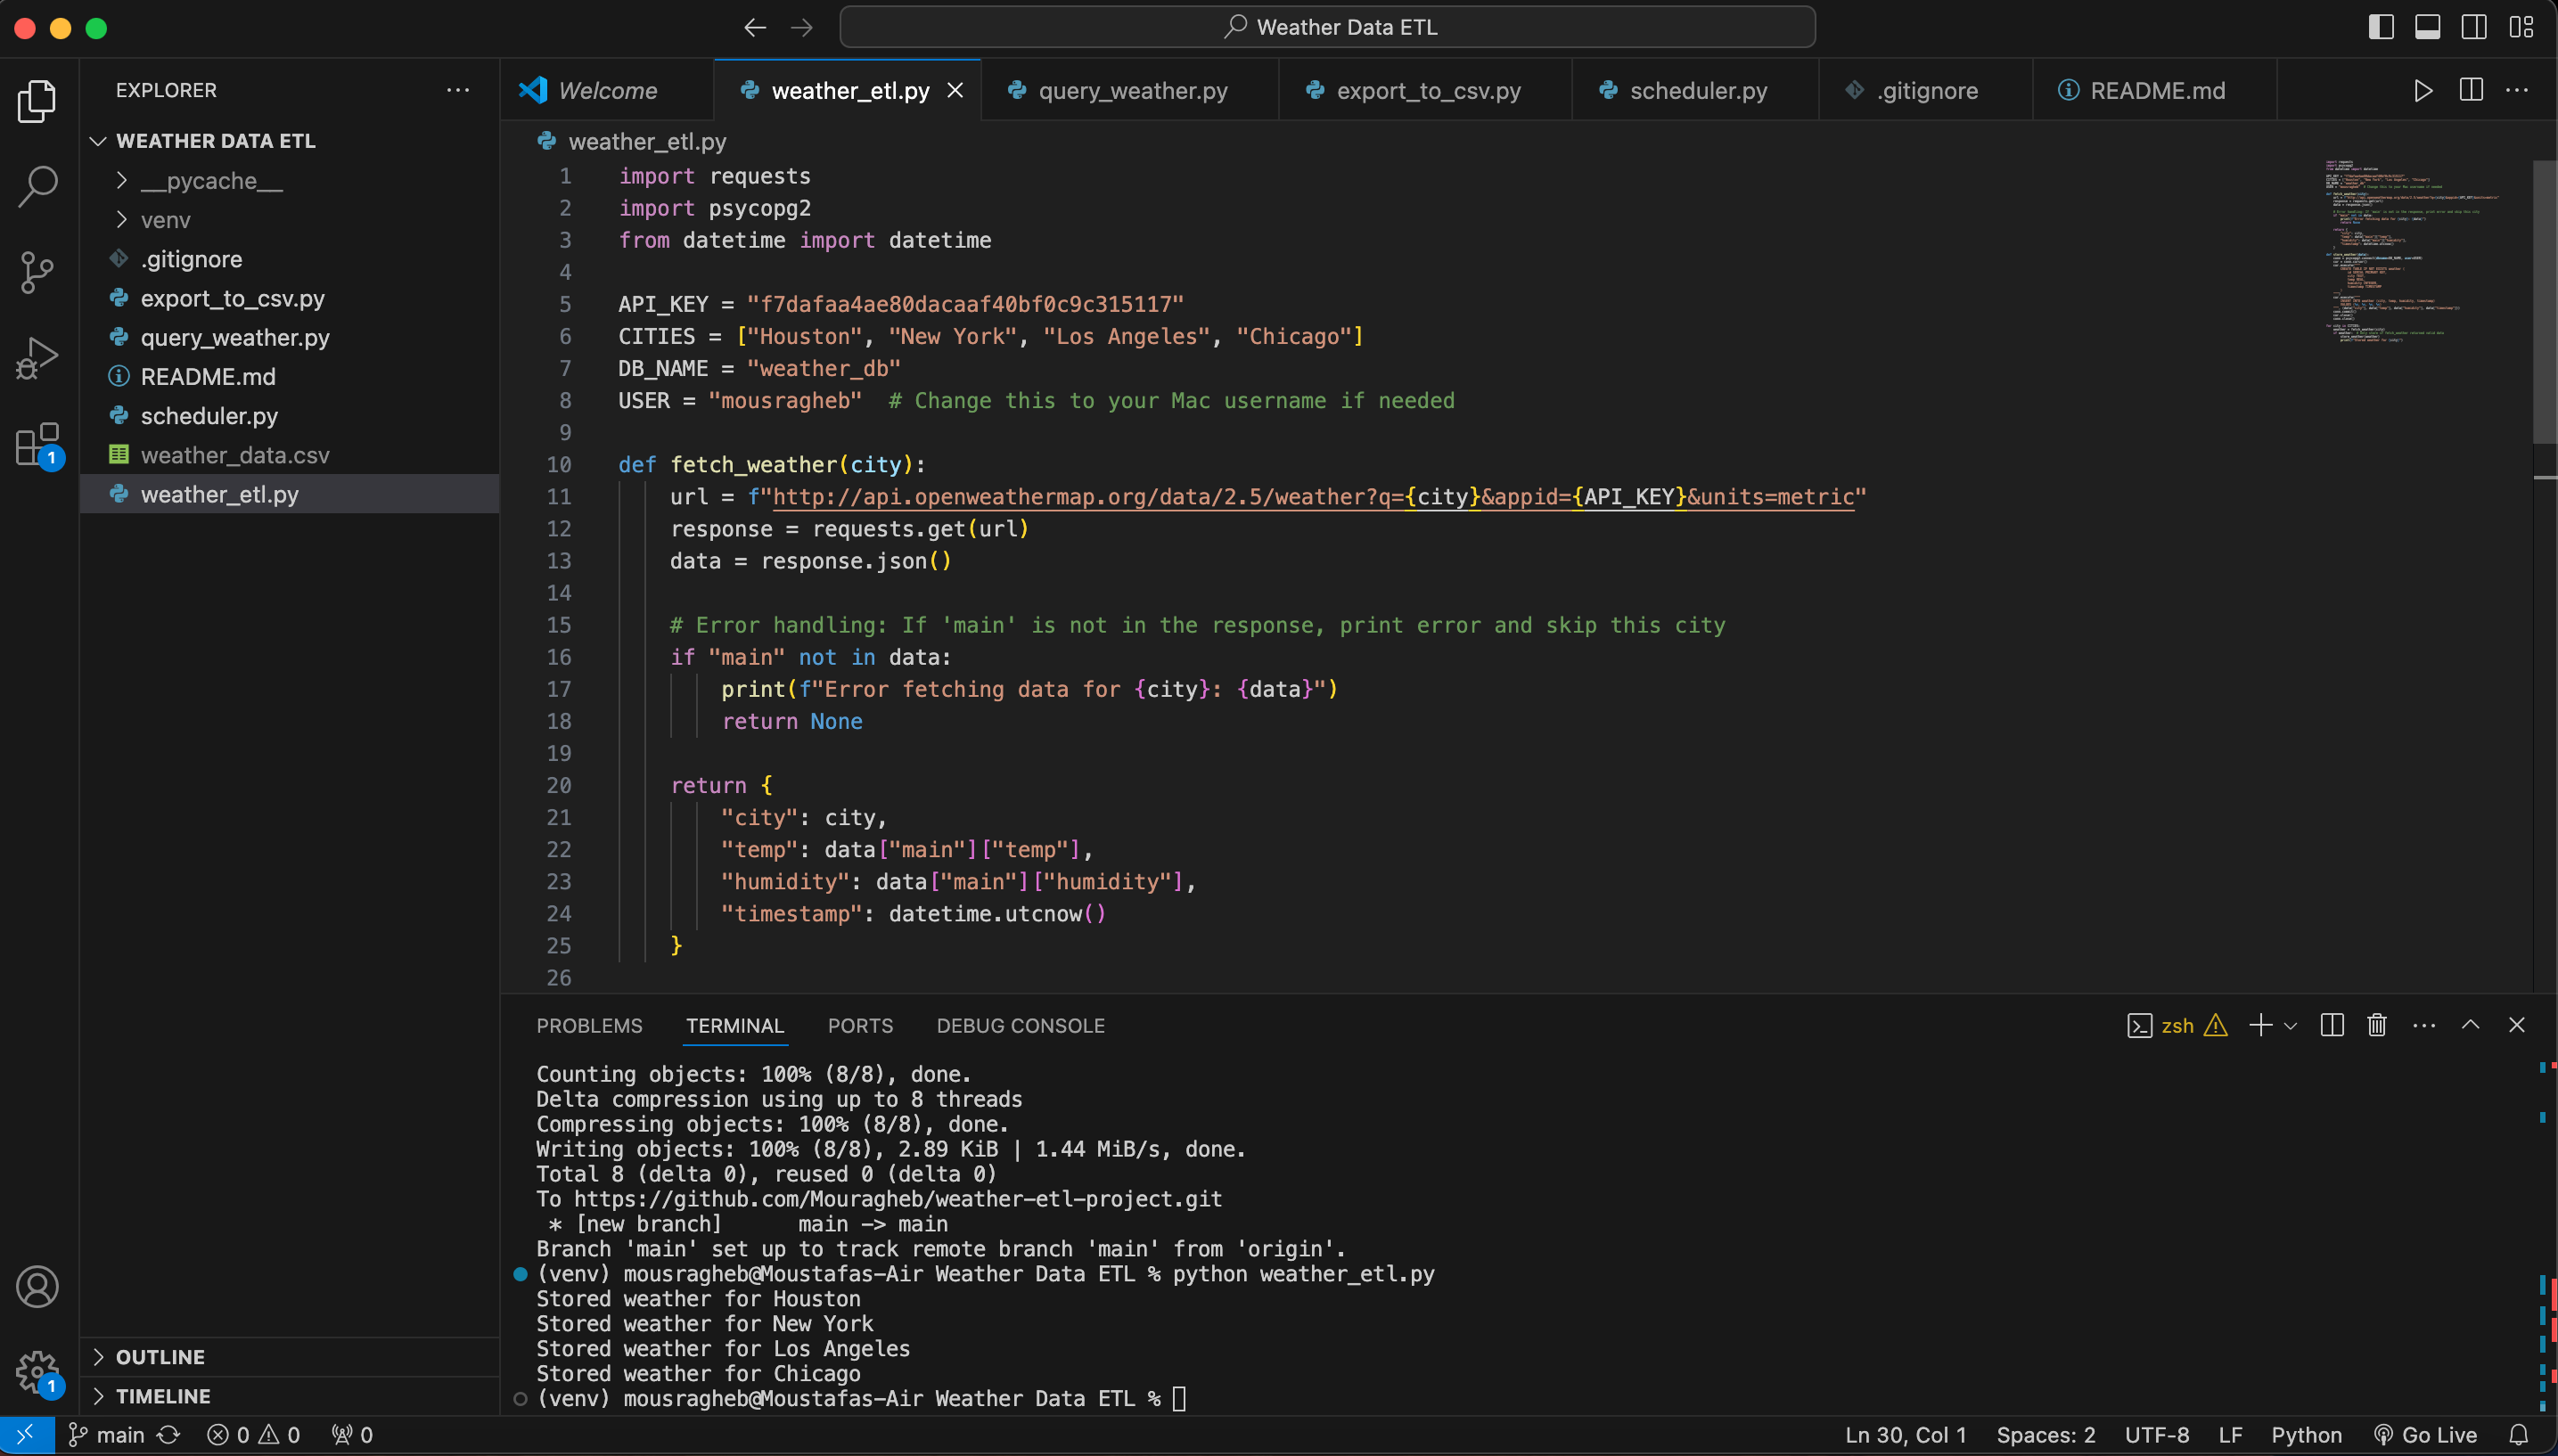 Weather Data ETL
EXPLORER
WEATHER DATA ETL
__pycache__
venv
.gitignore
export_to_csv.py
query_weather.py
README.md
scheduler.py
weather_data.csv
weather_etl.py
OUTLINE
TIMELINE
1
1
Welcome weather_etl.py query_weather.py export_to_csv.py scheduler.py .gitignore README.md
weather_etl.py
1 import requests
2 import psycopg2
3 from datetime import datetime
4
5 API_KEY = "f7dafaa4ae80dacaaf40bf0c9c315117"
6 CITIES = ["Houston", "New York", "Los Angeles", "Chicago"]
7 DB_NAME = "weather_db"
8 USER = "mousragheb"  # Change this to your Mac username if needed
9
10 def fetch_weather(city):
11     url = f"http://api.openweathermap.org/data/2.5/weather?q={city}&appid={API_KEY}&units=metric"
12     response = requests.get(url)
13     data = response.json()
14
15     # Error handling: If 'main' is not in the response, print error and skip this city
16     if "main" not in data:
17         print(f"Error fetching data for {city}: {data}")
18         return None
19
20     return {
21         "city": city,
22         "temp": data["main"]["temp"],
23         "humidity": data["main"]["humidity"],
24         "timestamp": datetime.utcnow()
25     }
26
PROBLEMS TERMINAL PORTS DEBUG CONSOLE
zsh
Counting objects: 100% (8/8), done.
Delta compression using up to 8 threads
Compressing objects: 100% (8/8), done.
Writing objects: 100% (8/8), 2.89 KiB | 1.44 MiB/s, done.
Total 8 (delta 0), reused 0 (delta 0)
To https://github.com/Mouragheb/weather-etl-project.git
 * [new branch]      main -> main
Branch 'main' set up to track remote branch 'main' from 'origin'.
(venv) mousragheb@Moustafas-Air Weather Data ETL % python weather_etl.py
Stored weather for Houston
Stored weather for New York
Stored weather for Los Angeles
Stored weather for Chicago
(venv) mousragheb@Moustafas-Air Weather Data ETL %
main 0 0 0 Ln 30, Col 1 Spaces: 2 UTF-8 LF Python Go Live